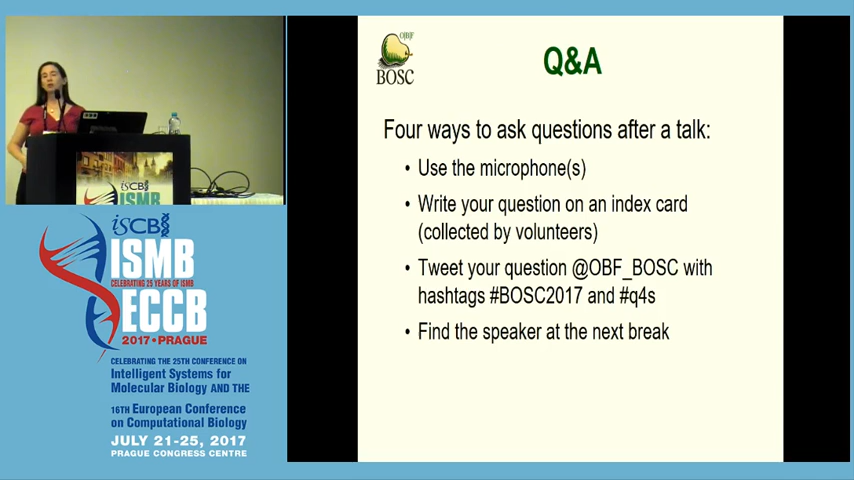 OBF
BOSC
Q&A
Four ways to ask questions after a talk:
• Use the microphone(s)
• Write your question on an index card
(collected by volunteers)
• Tweet your question @OBF_BOSC with
hashtags #BOSC2017 and #q4s
• Find the speaker at the next break
iSCB
ISMB
iSCB
ISMB
CELEBRATING 25 YEARS OF ISMB
ECCB
2017 • PRAGUE
CELEBRATING THE 25TH CONFERENCE ON
Intelligent Systems for
Molecular Biology AND THE
16TH European Conference
on Computational Biology
JULY 21-25, 2017
PRAGUE CONGRESS CENTRE